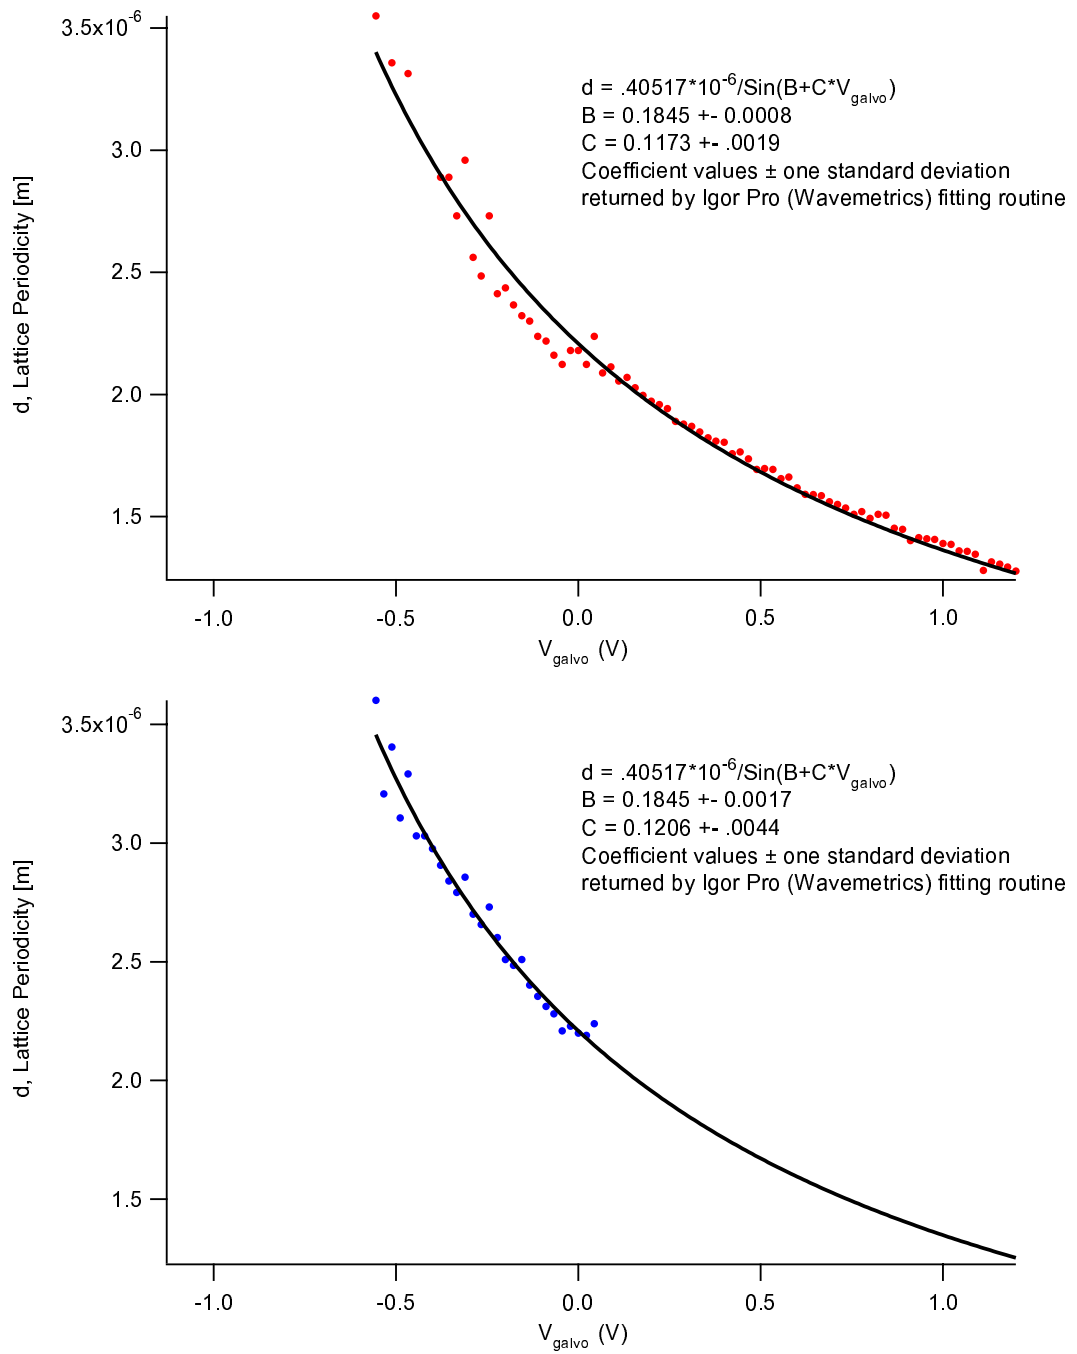 3.5x10-6
3.0
2.5
2.0
1.5
d, Lattice Periodicity [m]
d = .40517*10-6/Sin(B+C*Vgalvo)
B = 0.1845 +- 0.0008
C = 0.1173 +- .0019
Coefficient values ± one standard deviation
returned by Igor Pro (Wavemetrics) fitting routine
-1.0 -0.5 0.0 0.5 1.0
Vgalvo (V)
3.5x10-6
3.0
2.5
2.0
1.5
d, Lattice Periodicity [m]
d = .40517*10-6/Sin(B+C*Vgalvo)
B = 0.1845 +- 0.0017
C = 0.1206 +- .0044
Coefficient values ± one standard deviation
returned by Igor Pro (Wavemetrics) fitting routine
-1.0 -0.5 0.0 0.5 1.0
Vgalvo (V)